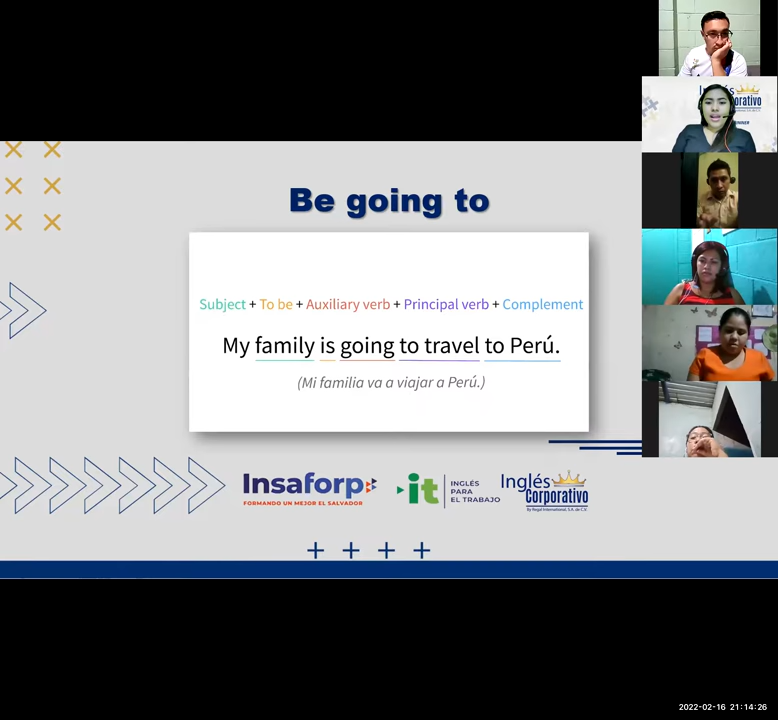 Be going to
Subject + To be + Auxiliary verb + Principal verb + Complement
My family is going to travel to Perú.
(Mi familia va a viajar a Perú.)
Insaforp
FORMANDO UN MEJOR EL SALVADOR
it
INGLÉS
PARA
EL TRABAJO
Inglés
Corporativo
By Regal International, S.A. de C.V.
2022-02-16 21:14:26